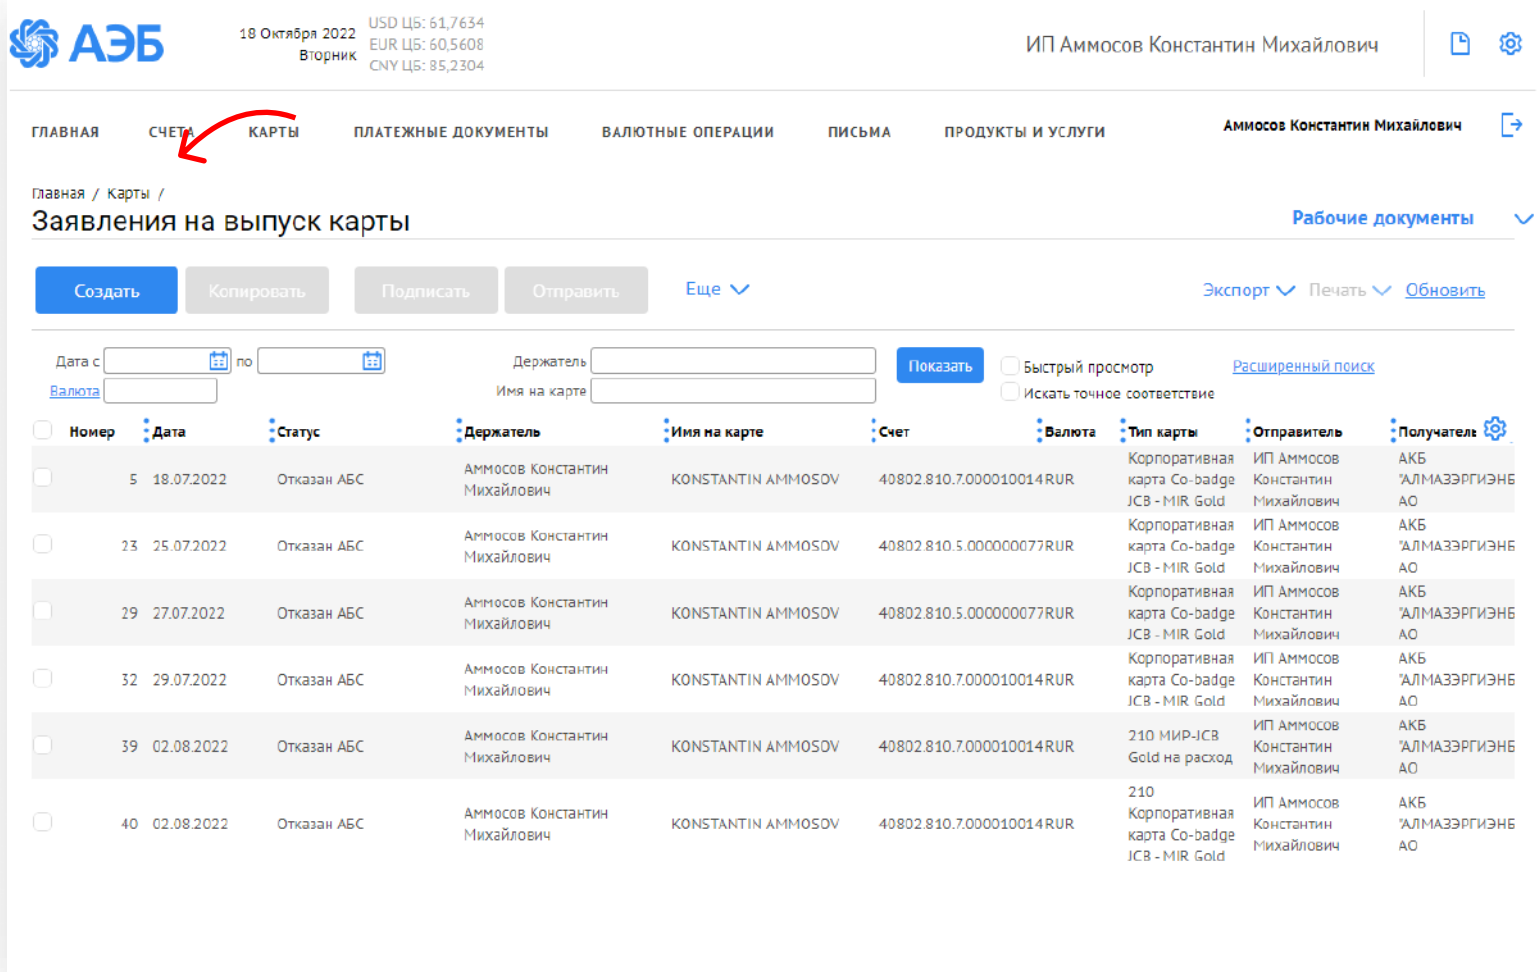 АЭБ
18 Октября 2022
Вторник
USD ЦБ: 61,7634
EUR ЦБ: 60,5608
CNY ЦБ: 85,2304
ИП Аммосов Константин Михайлович
ГЛАВНАЯ СЧЕТА КАРТЫ ПЛАТЕЖНЫЕ ДОКУМЕНТЫ ВАЛЮТНЫЕ ОПЕРАЦИИ ПИСЬМА ПРОДУКТЫ И УСЛУГИ Аммосов Константин Михайлович
Главная / Карты /
Заявления на выпуск карты
Рабочие документы
Создать Копировать Подписать Отправить Еще Экспорт Печать Обновить
Дата с по Держатель Показать Быстрый просмотр Расширенный поиск
Валюта Имя на карте Искать точное соответствие
Номер Дата Статус Держатель Имя на карте Счет Валюта Тип карты Отправитель Получатель
5 18.07.2022 Отказан АБС Аммосов Константин Михайлович KONSTANTIN AMMOSOV 40802.810.7.000010014 RUR Корпоративная карта Co-badge JCB - MIR Gold ИП Аммосов Константин Михайлович АКБ "АЛМАЗЭРГИЭНБ АО
23 25.07.2022 Отказан АБС Аммосов Константин Михайлович KONSTANTIN AMMOSOV 40802.810.5.000000077 RUR Корпоративная карта Co-badge JCB - MIR Gold ИП Аммосов Константин Михайлович АКБ "АЛМАЗЭРГИЭНБ АО
29 27.07.2022 Отказан АБС Аммосов Константин Михайлович KONSTANTIN AMMOSOV 40802.810.5.000000077 RUR Корпоративная карта Co-badge JCB - MIR Gold ИП Аммосов Константин Михайлович АКБ "АЛМАЗЭРГИЭНБ АО
32 29.07.2022 Отказан АБС Аммосов Константин Михайлович KONSTANTIN AMMOSOV 40802.810.7.000010014 RUR Корпоративная карта Co-badge JCB - MIR Gold ИП Аммосов Константин Михайлович АКБ "АЛМАЗЭРГИЭНБ АО
39 02.08.2022 Отказан АБС Аммосов Константин Михайлович KONSTANTIN AMMOSOV 40802.810.7.000010014 RUR 210 МИР-JCB Gold на расход ИП Аммосов Константин Михайлович АКБ "АЛМАЗЭРГИЭНБ АО
40 02.08.2022 Отказан АБС Аммосов Константин Михайлович KONSTANTIN AMMOSOV 40802.810.7.000010014 RUR 210 Корпоративная карта Co-badge JCB - MIR Gold ИП Аммосов Константин Михайлович АКБ "АЛМАЗЭРГИЭНБ АО